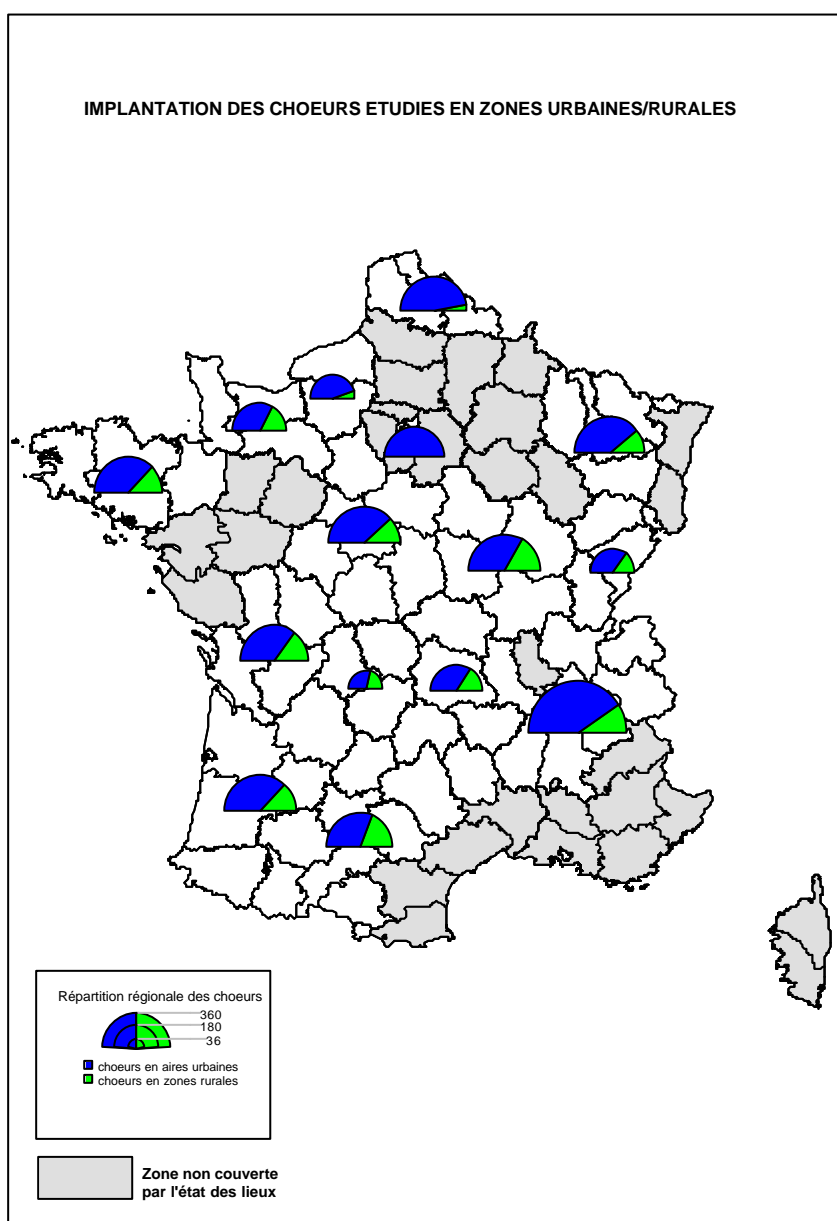 IMPLANTATION DES CHOEURS ETUDIES EN ZONES URBAINES/RURALES
Répartition régionale des choeurs
360
180
36
choeurs en aires urbaines
choeurs en zones rurales
Zone non couverte
par l'état des lieux